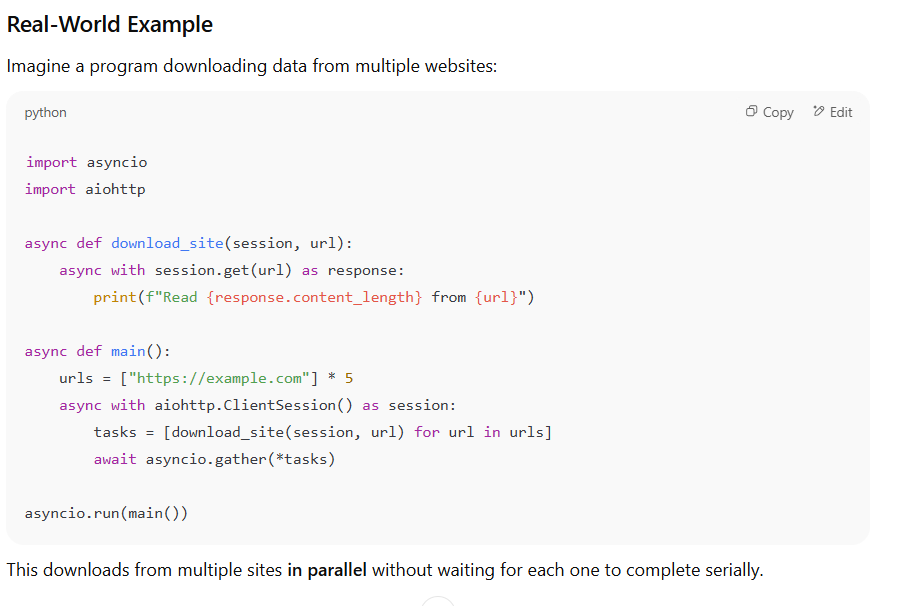 Real-World Example
Imagine a program downloading data from multiple websites:
python
Copy
Edit
import asyncio
import aiohttp
async def download_site(session, url):
    async with session.get(url) as response:
        print(f"Read {response.content_length} from {url}")
async def main():
    urls = ["https://example.com"] * 5
    async with aiohttp.ClientSession() as session:
        tasks = [download_site(session, url) for url in urls]
        await asyncio.gather(*tasks)
asyncio.run(main())
This downloads from multiple sites in parallel without waiting for each one to complete serially.